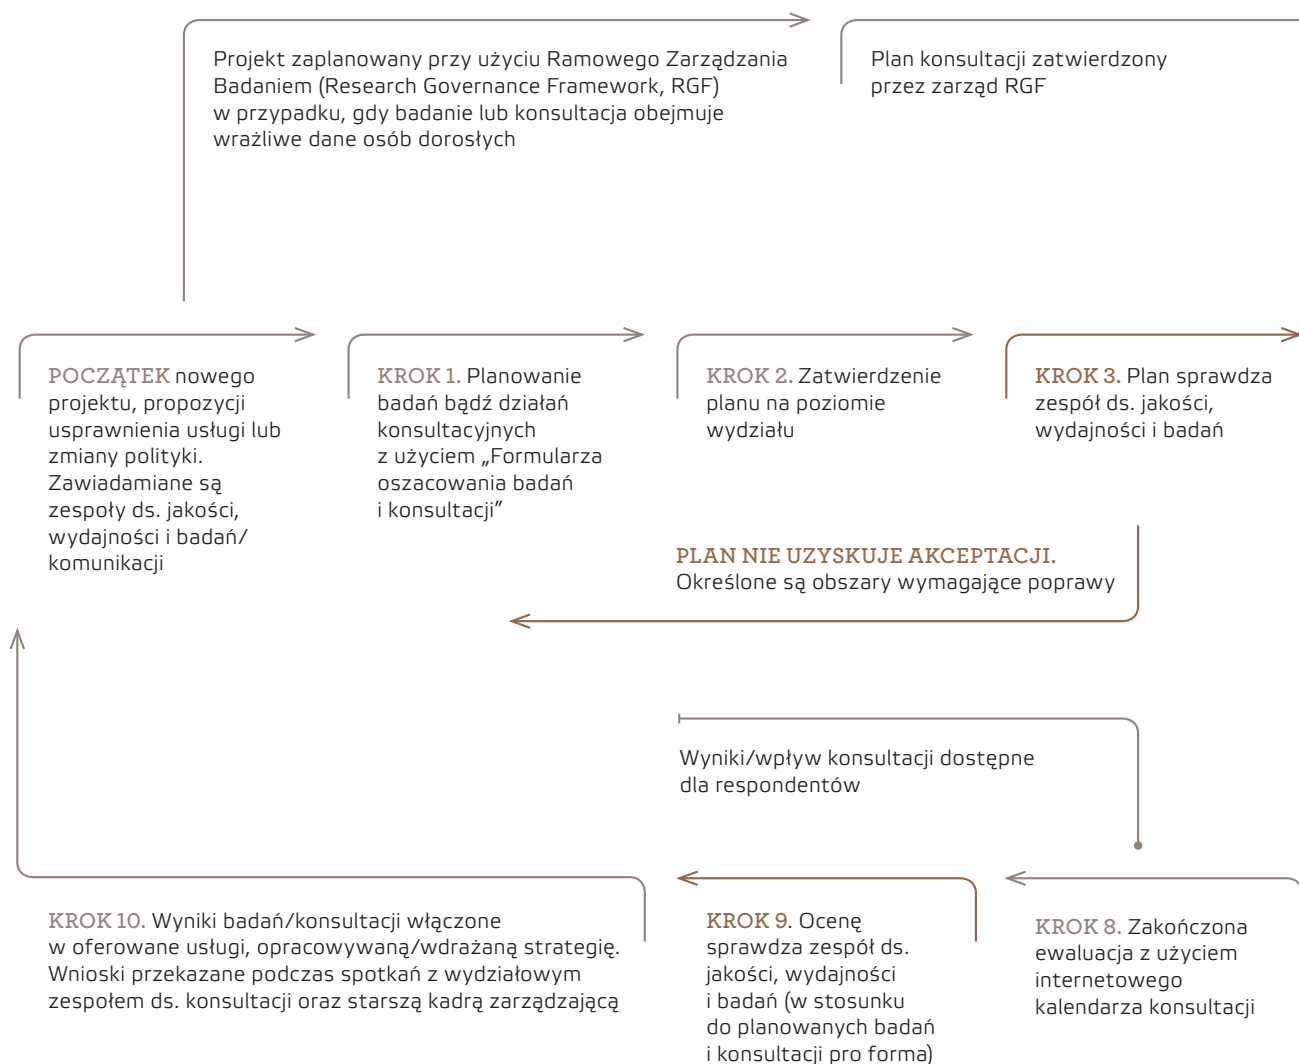 Projekt zaplanowany przy użyciu Ramowego Zarządzania
Badaniem (Research Governance Framework, RGF)
w przypadku, gdy badanie lub konsultacja obejmuje
wrażliwe dane osób dorosłych
Plan konsultacji zatwierdzony
przez zarząd RGF
POCZĄTEK nowego
projektu, propozycji
usprawnienia usługi lub
zmiany polityki.
Zawiadamiane są
zespoły ds. jakości,
wydajności i badań/
komunikacji
KROK 1. Planowanie
badań bądź działań
konsultacyjnych
z użyciem „Formularza
oszacowania badań
i konsultacji”
KROK 2. Zatwierdzenie
planu na poziomie
wydziału
KROK 3. Plan sprawdza
zespół ds. jakości,
wydajności i badań
PLAN NIE UZYSKUJE AKCEPTACJI.
Określone są obszary wymagające poprawy
Wyniki/wpływ konsultacji dostępne
dla respondentów
KROK 10. Wyniki badań/konsultacji włączone
w oferowane usługi, opracowywaną/wdrażaną strategię.
Wnioski przekazane podczas spotkań z wydziałowym
zespołem ds. konsultacji oraz starszą kadrą zarządzającą
KROK 9. Ocenę
sprawdza zespół ds.
jakości, wydajności
i badań (w stosunku
do planowanych badań
i konsultacji pro forma)
KROK 8. Zakończona
ewaluacja z użyciem
internetowego
kalendarza konsultacji